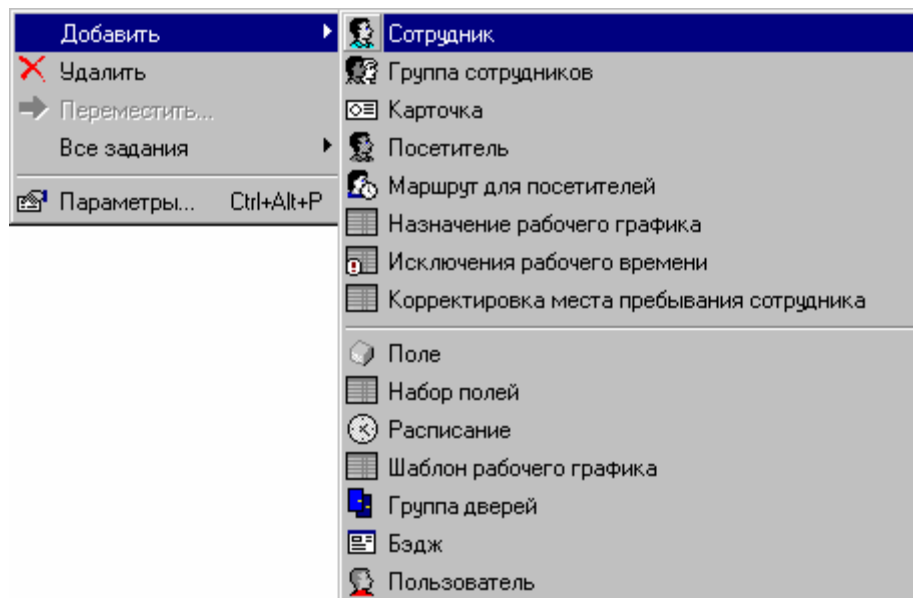 Добавить
Удалить
Переместить...
Все задания
Параметры... Ctrl+Alt+P
Сотрудник
Группа сотрудников
Карточка
Посетитель
Маршрут для посетителей
Назначение рабочего графика
Исключения рабочего времени
Корректировка места пребывания сотрудника
Поле
Набор полей
Расписание
Шаблон рабочего графика
Группа дверей
Бэдж
Пользователь